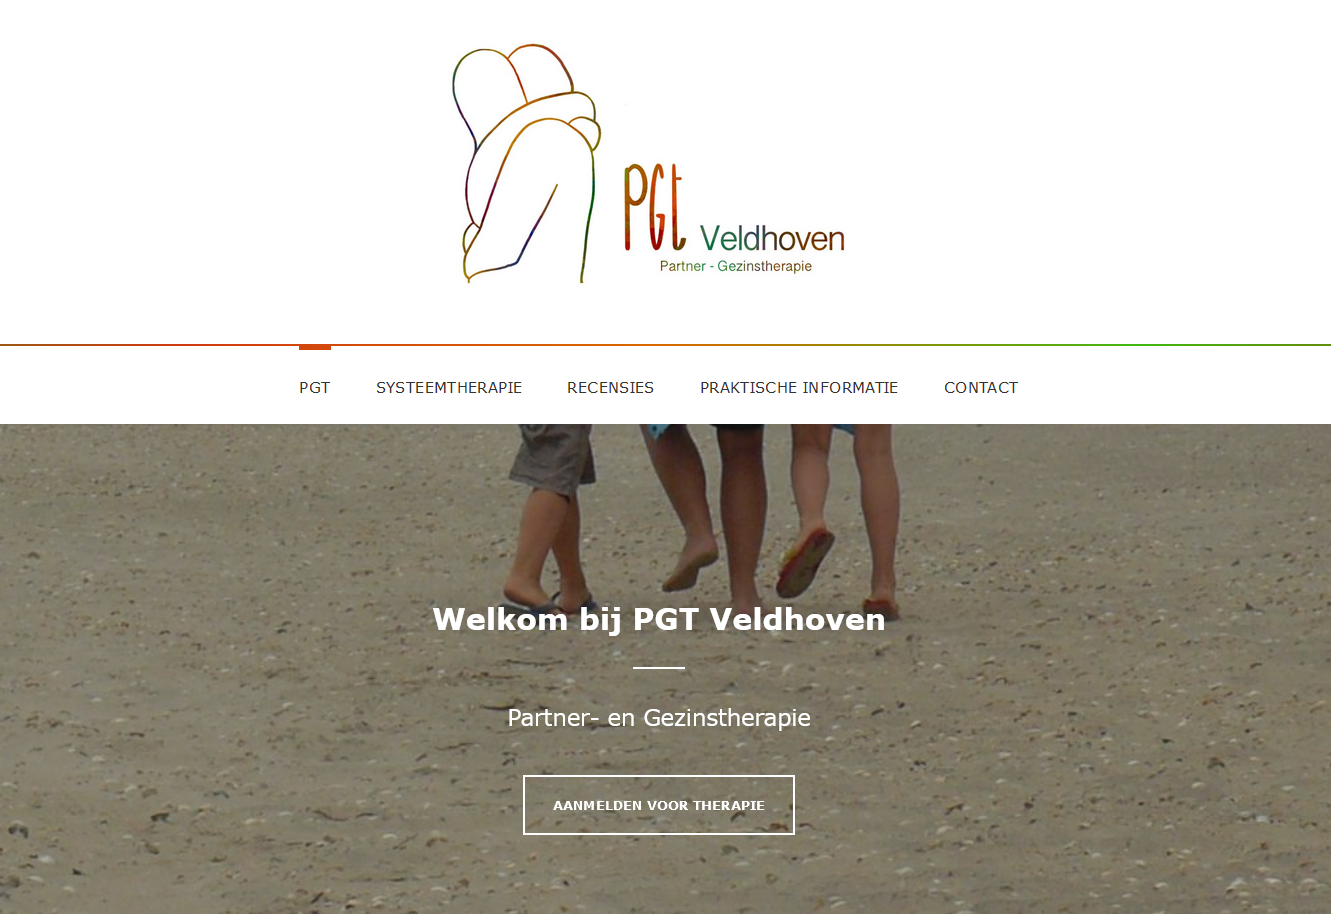 PGt Veldhoven
Partner - Gezinstherapie
PGT SYSTEEMTHERAPIE RECENSIES PRAKTISCHE INFORMATIE CONTACT
Welkom bij PGT Veldhoven
Partner- en Gezinstherapie
AANMELDEN VOOR THERAPIE